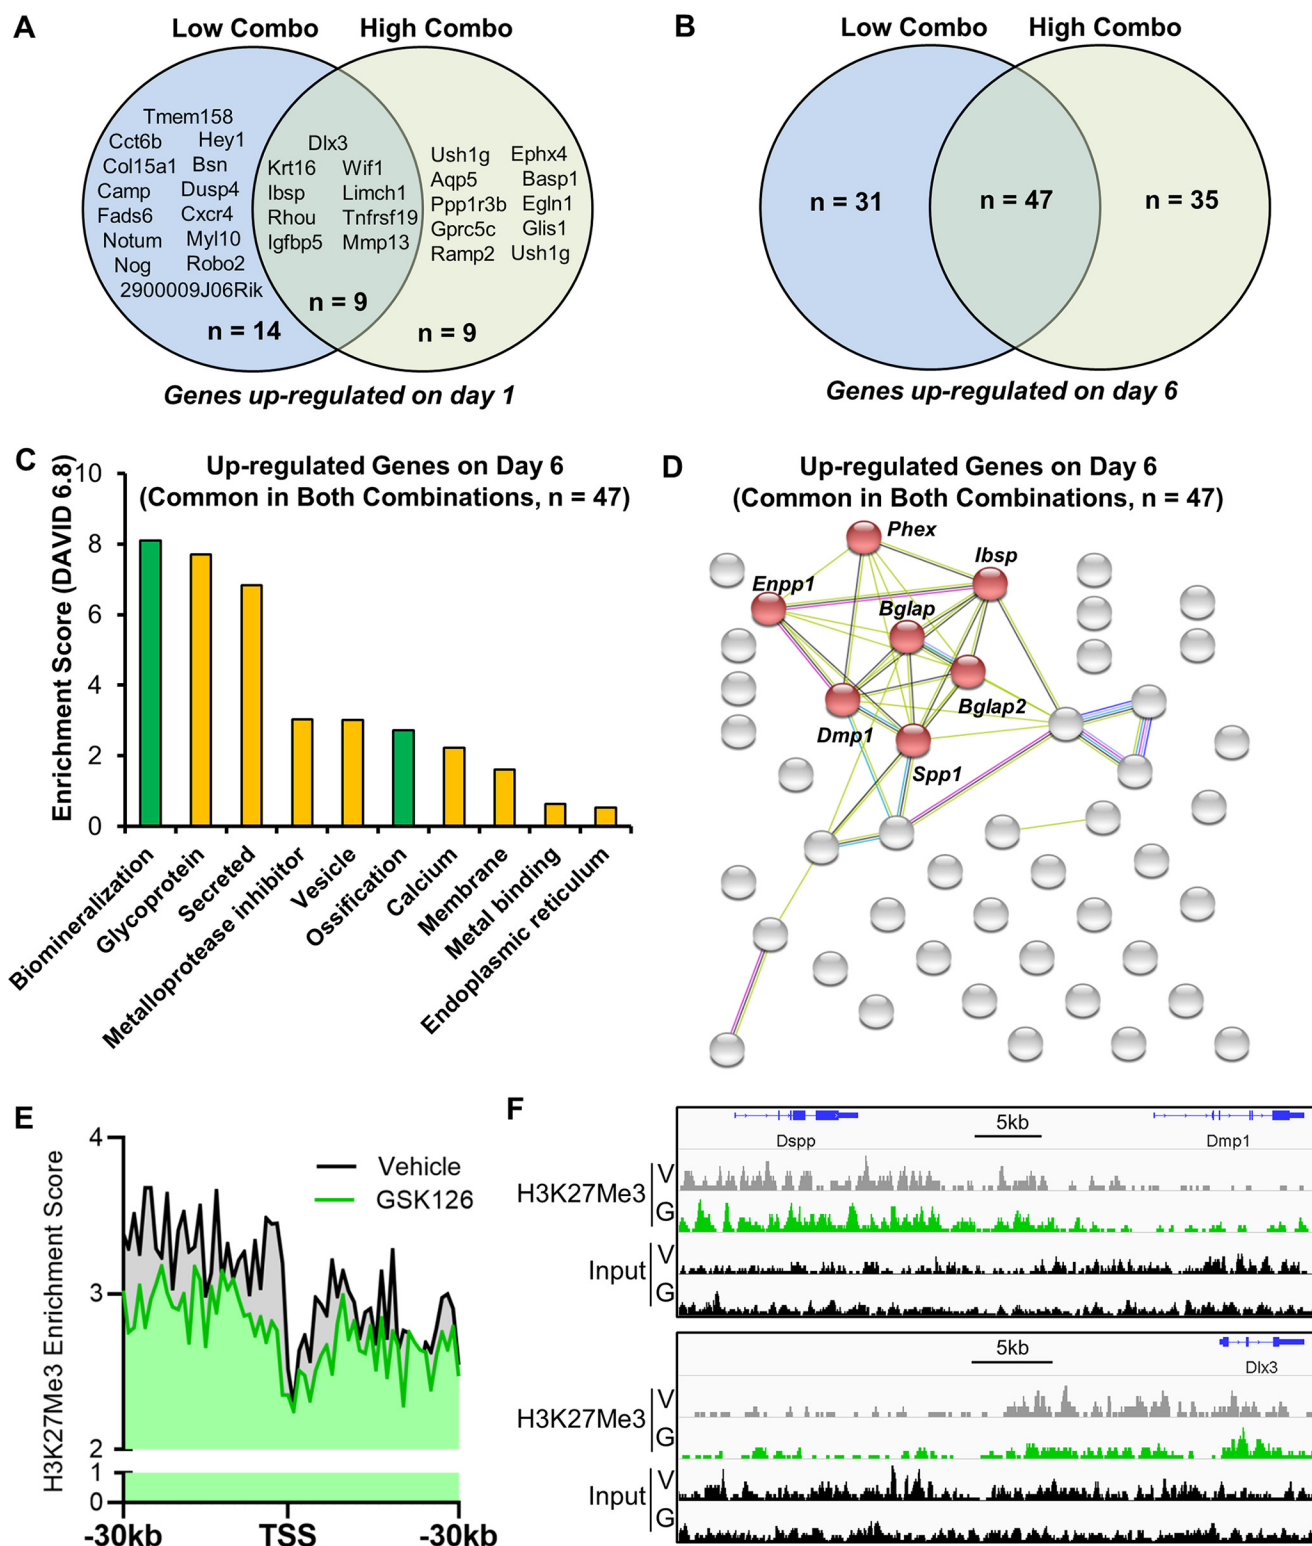 A
Low Combo
High Combo
Tmem158
Cct6b
Hey1
Col15a1
Bsn
Camp
Dusp4
Fads6
Cxcr4
Notum
Myl10
Nog
Robo2
2900009J06Rik
n = 14
Dlx3
Krt16
Wif1
Ibsp
Limch1
Rhou
Tnfrsf19
Igfbp5
Mmp13
n = 9
Ush1g
Ephx4
Aqp5
Basp1
Ppp1r3b
Egln1
Gprc5c
Glis1
Ramp2
Ush1g
n = 9
Genes up-regulated on day 1
B
Low Combo
High Combo
n = 31
n = 47
n = 35
Genes up-regulated on day 6
C
Up-regulated Genes on Day 6
(Common in Both Combinations, n = 47)
Enrichment Score (DAVID 6.8)
10
8
6
4
2
0
Biomineralization
Glycoprotein
Secreted
Metalloprotease inhibitor
Vesicle
Ossification
Calcium
Membrane
Metal binding
Endoplasmic reticulum
D
Up-regulated Genes on Day 6
(Common in Both Combinations, n = 47)
Phex
Ibsp
Enpp1
Bglap
Bglap2
Dmp1
Spp1
E
H3K27Me3 Enrichment Score
4
3
2
1
0
Vehicle
GSK126
-30kb
TSS
-30kb
F
5kb
Dspp
Dmp1
H3K27Me3
V
G
Input
V
G
5kb
Dlx3
H3K27Me3
V
G
Input
V
G